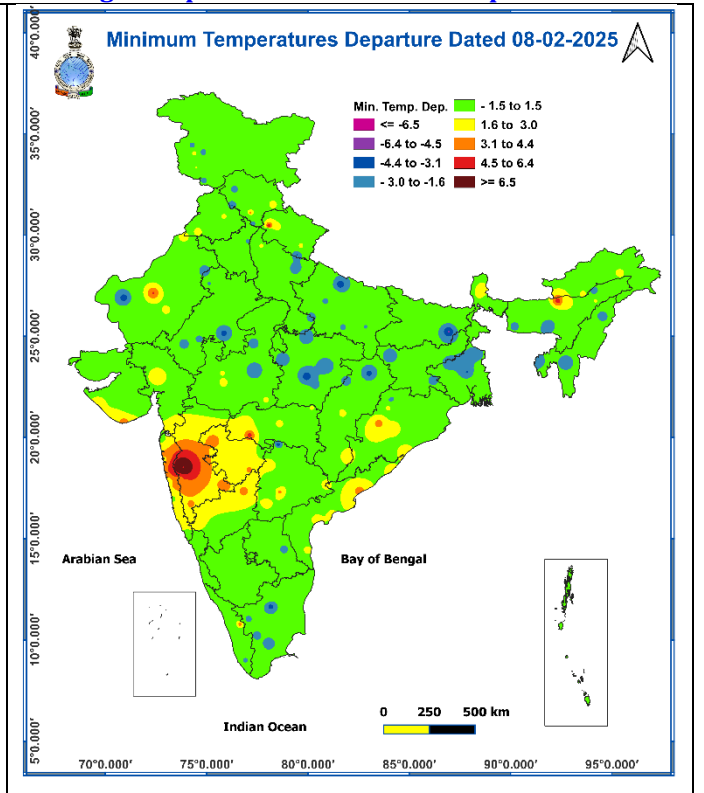 Minimum Temperatures Departure Dated 08-02-2025
Min. Temp. Dep.
<= -6.5
-6.4 to -4.5
-4.4 to -3.1
- 3.0 to -1.6
- 1.5 to 1.5
1.6 to 3.0
3.1 to 4.4
4.5 to 6.4
>= 6.5
40°0.000'
35°0.000'
30°0.000'
25°0.000'
20°0.000'
15°0.000'
10°0.000'
5°0.000'
Arabian Sea
Bay of Bengal
Indian Ocean
0 250 500 km
70°0.000' 75°0.000' 80°0.000' 85°0.000' 90°0.000' 95°0.000'